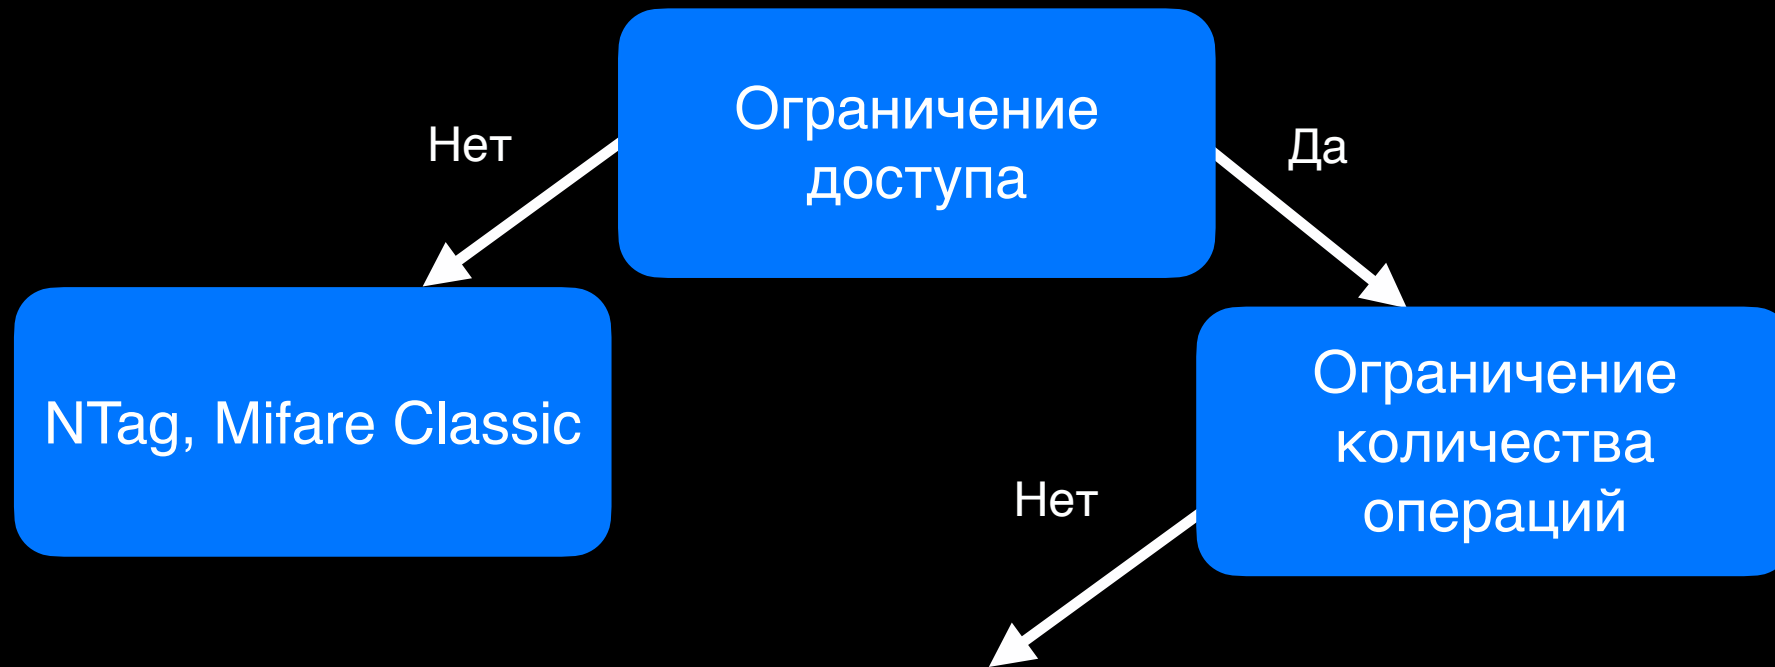 Ограничение
доступа
Нет
Да
NTag, Mifare Classic
Ограничение
количества
операций
Нет